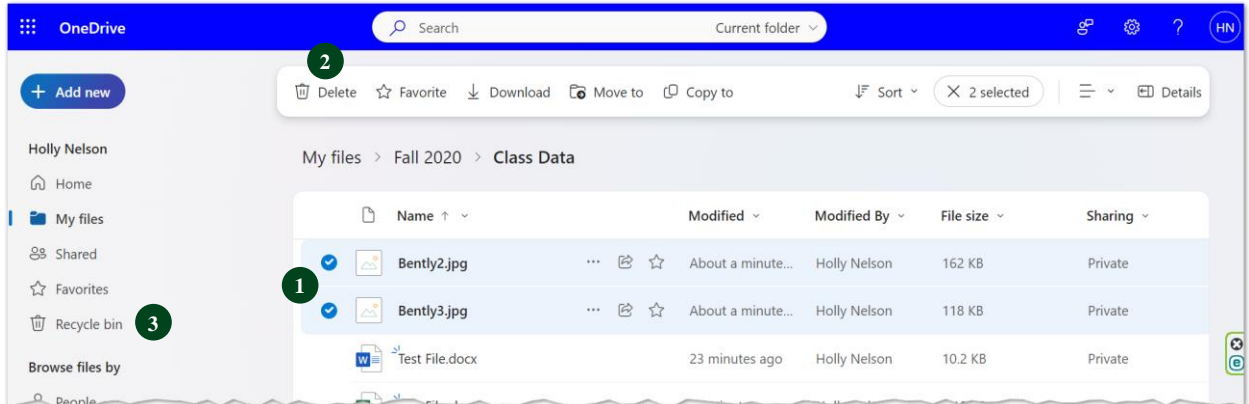 OneDrive
Search
Current folder
HN
2
Add new
Delete
Favorite
Download
Move to
Copy to
Sort
2 selected
Details
Holly Nelson
Home
My files
Shared
Favorites
Recycle bin
3
Browse files by
People
My files > Fall 2020 > Class Data
Name Modified Modified By File size Sharing
1
Bently2.jpg About a minute... Holly Nelson 162 KB Private
Bently3.jpg About a minute... Holly Nelson 118 KB Private
Test File.docx 23 minutes ago Holly Nelson 10.2 KB Private